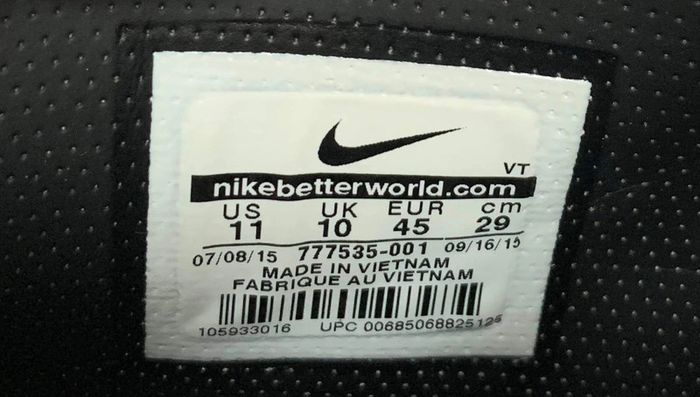 VT
nikebetterworld.com
US UK EUR cm
11 10 45 29
07/08/15 777535-001 09/16/15
MADE IN VIETNAM
FABRIQUE AU VIETNAM
105933016 UPC 00685068825125